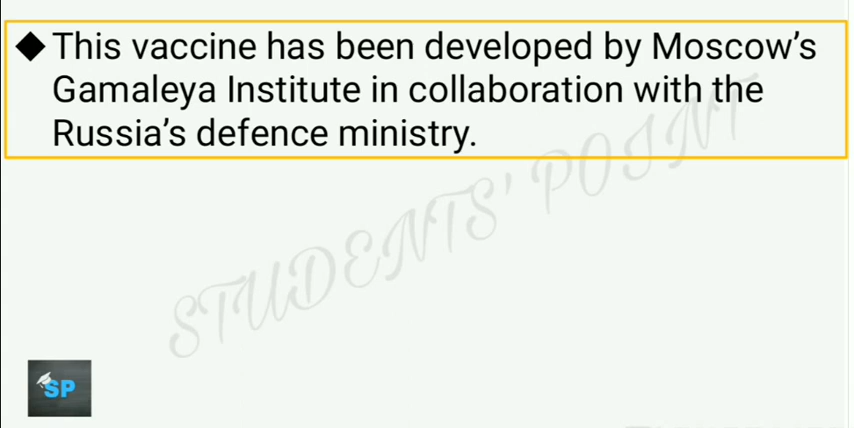 ◆ This vaccine has been developed by Moscow’s
Gamaleya Institute in collaboration with the
Russia’s defence ministry.
STUDENTS' POINT
SP